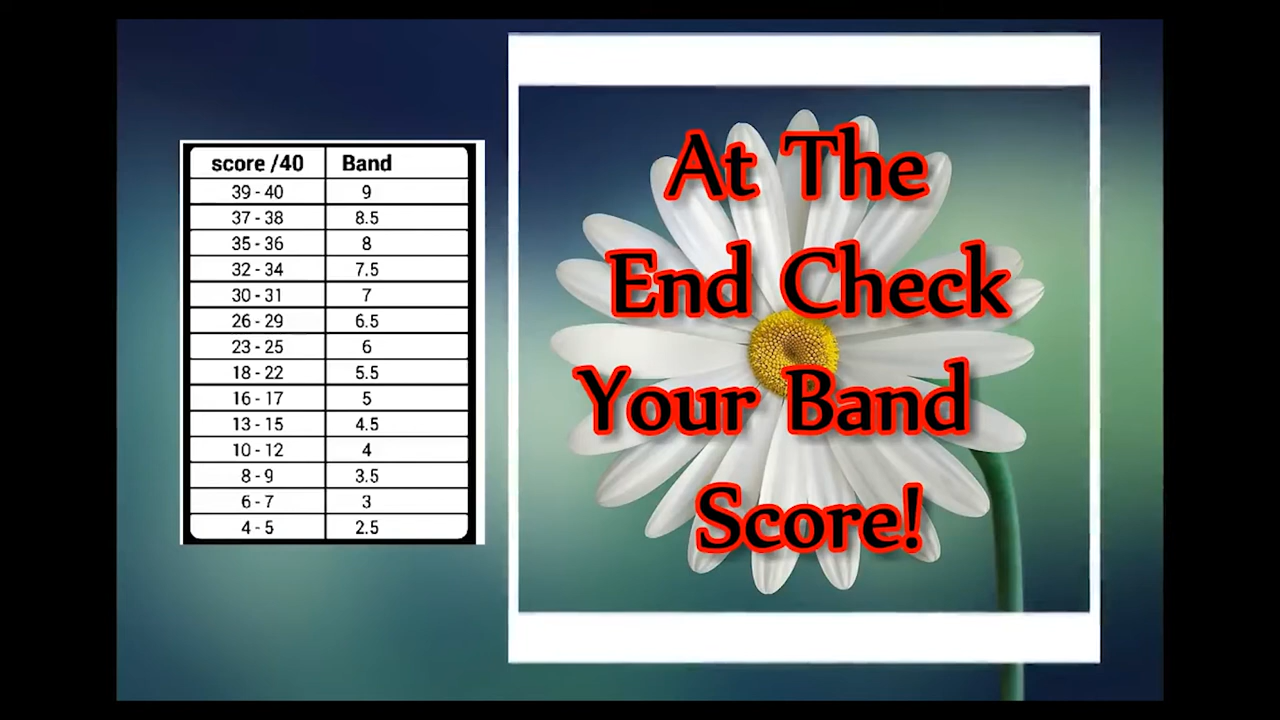 score /40 Band
39 - 40 9
37 - 38 8.5
35 - 36 8
32 - 34 7.5
30 - 31 7
26 - 29 6.5
23 - 25 6
18 - 22 5.5
16 - 17 5
13 - 15 4.5
10 - 12 4
8 - 9 3.5
6 - 7 3
4 - 5 2.5
At The
End Check
Your Band
Score!